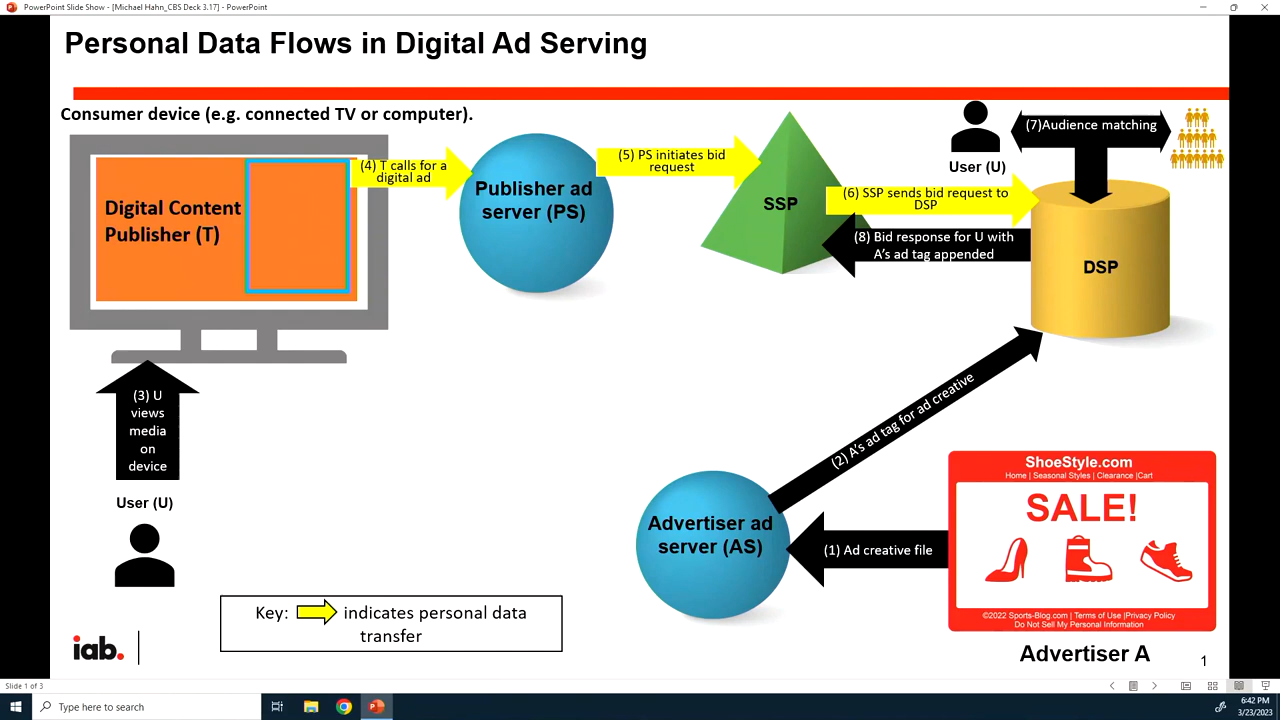 PowerPoint Slide Show - [Michael Hahn_CBS Deck 3.17] - PowerPoint
Personal Data Flows in Digital Ad Serving
Consumer device (e.g. connected TV or computer).
Digital Content
Publisher (T)
(4) T calls for a
digital ad
Publisher ad
server (PS)
(5) PS initiates bid
request
SSP
(6) SSP sends bid request to
DSP
(8) Bid response for U with
A’s ad tag appended
User (U)
(7)Audience matching
DSP
(3) U
views
media
on
device
User (U)
(2) A’s ad tag for ad creative
Advertiser ad
server (AS)
(1) Ad creative file
ShoeStyle.com
Home | Seasonal Styles | Clearance |Cart
SALE!
©2022 Sports-Blog.com | Terms of Use |Privacy Policy
Do Not Sell My Personal Information
Advertiser A
Key: indicates personal data
transfer
iab.
1
Slide 1 of 3
Type here to search
6:42 PM
3/23/2023